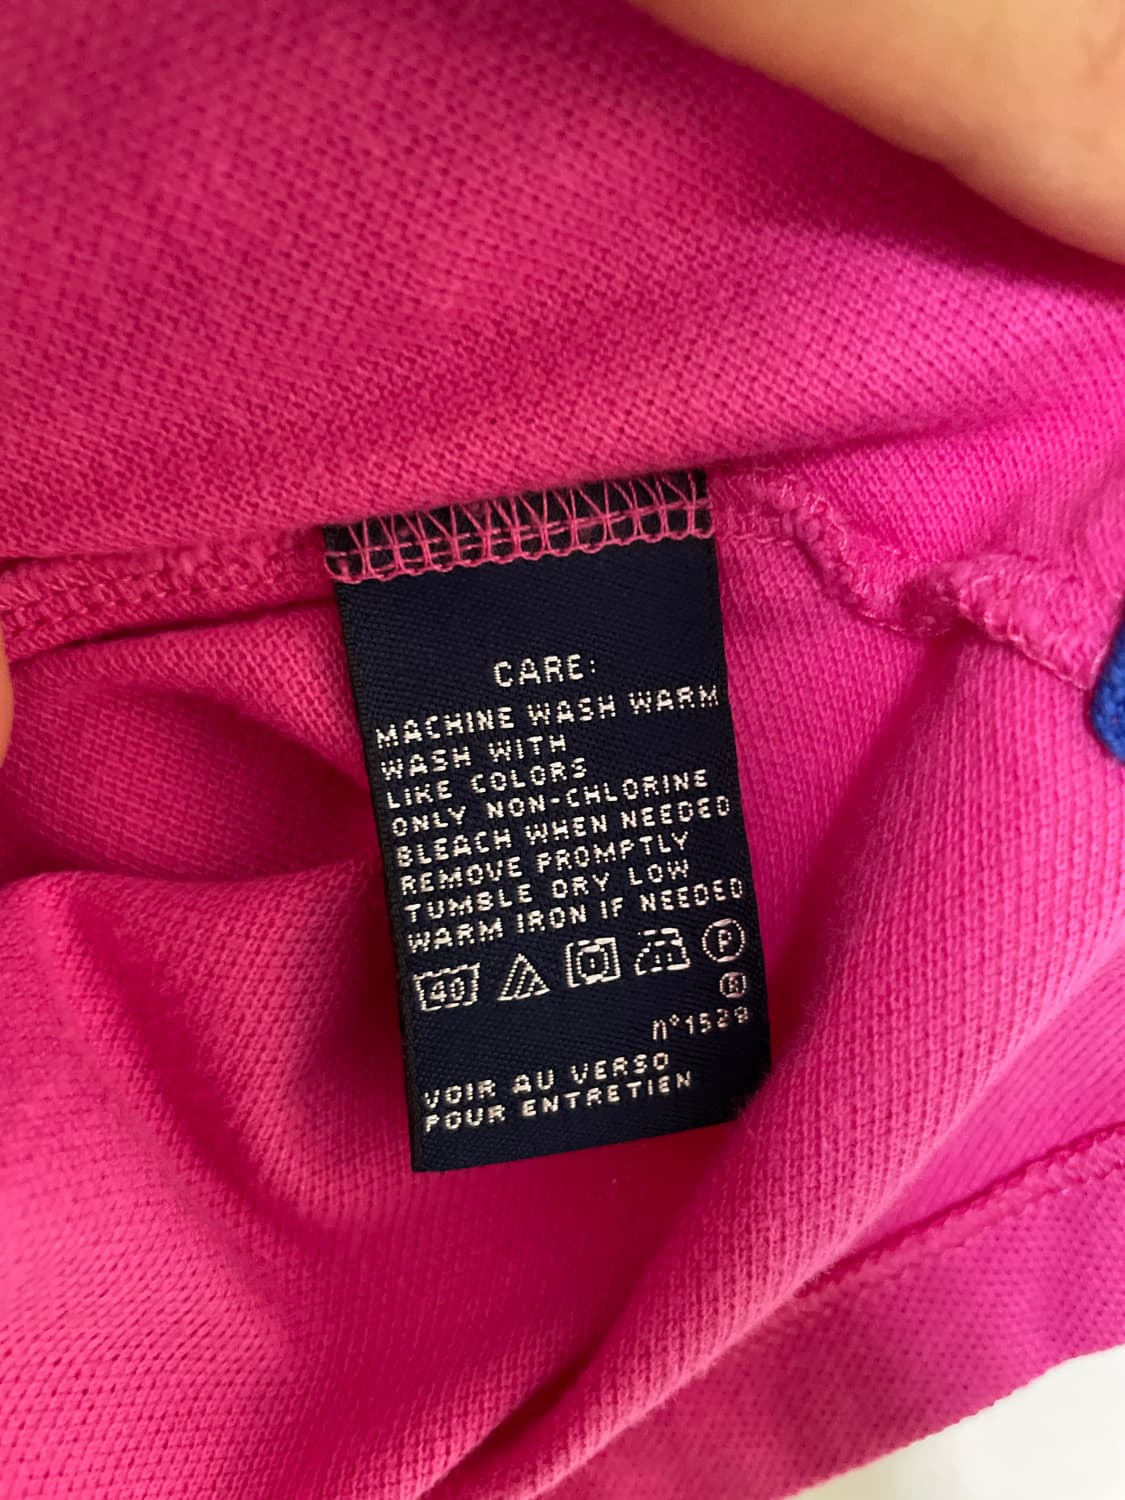 CARE:
MACHINE WASH WARM
WASH WITH
LIKE COLORS
ONLY NON-CHLORINE
BLEACH WHEN NEEDED
REMOVE PROMPTLY
TUMBLE DRY LOW
WARM IRON IF NEEDED
40 P
®
n°1529
VOIR AU VERSO
POUR ENTRETIEN